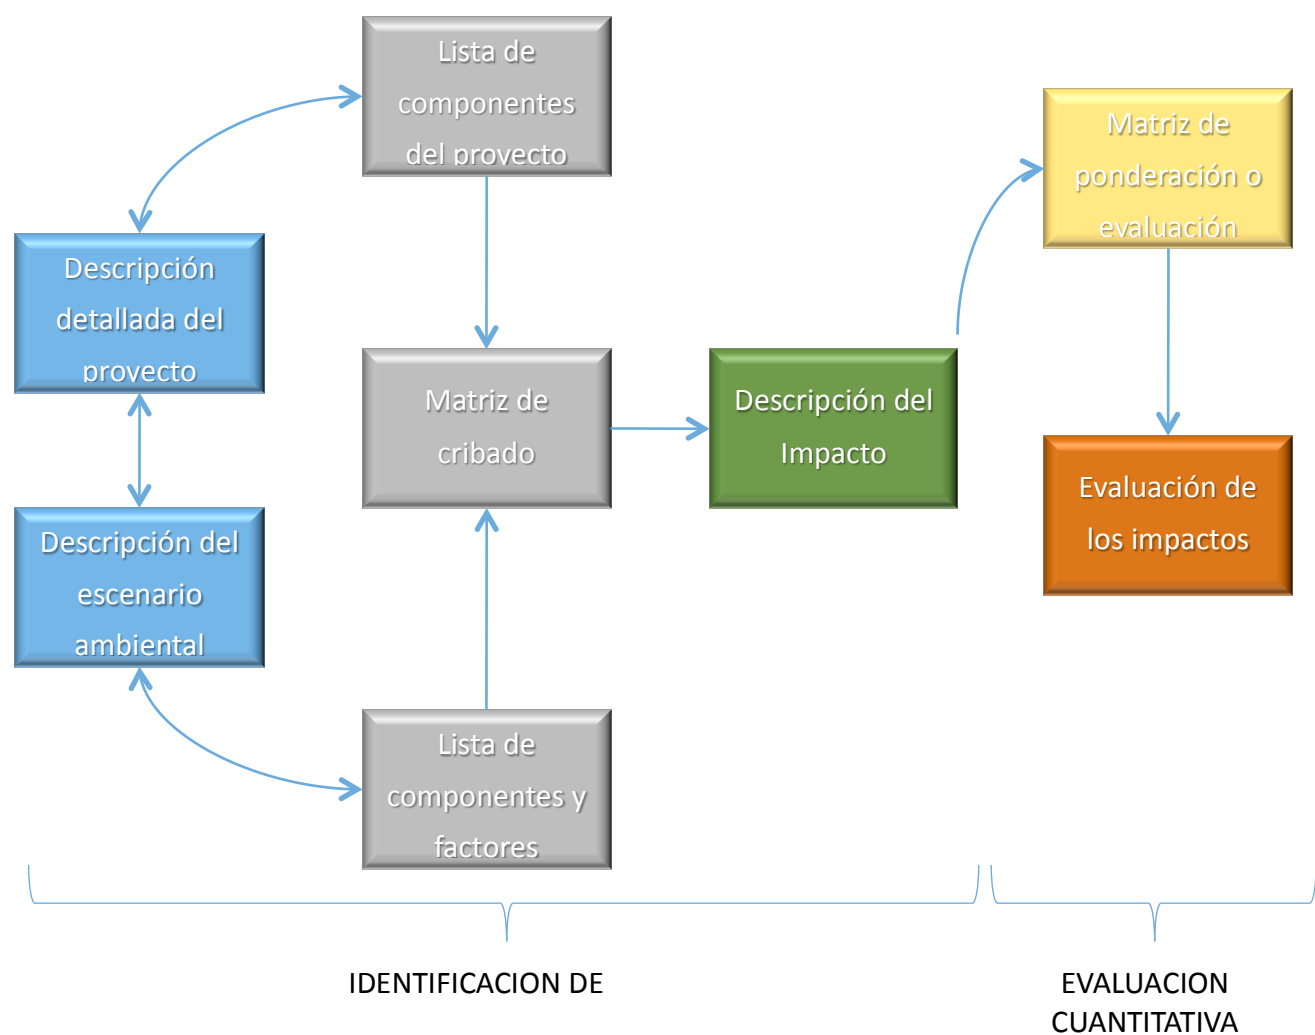 Lista de
componentes
del proyecto
Descripción
detallada del
proyecto
Descripción del
escenario
ambiental
Matriz de
cribado
Lista de
componentes y
factores
Descripción del
Impacto
Matriz de
ponderación o
evaluación
Evaluación de
los impactos
IDENTIFICACION DE
EVALUACION
CUANTITATIVA